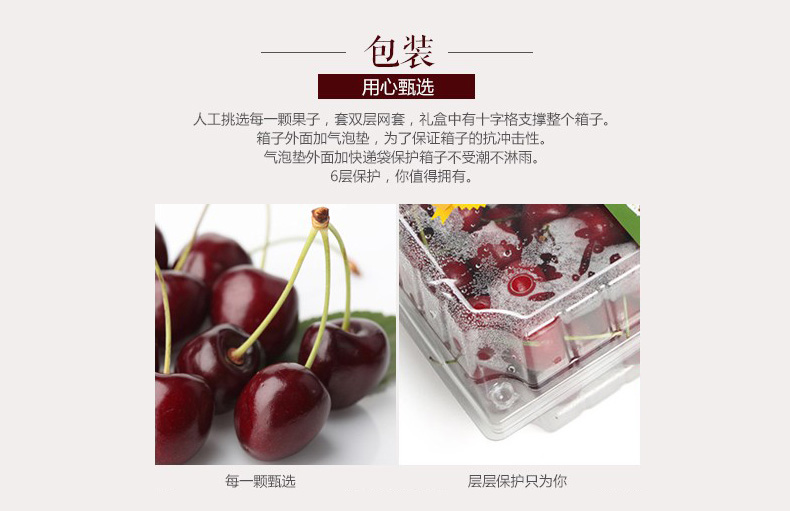 包装
用心甄选
人工挑选每一颗果子，套双层网套，礼盒中有十字格支撑整个箱子。
箱子外面加气泡垫，为了保证箱子的抗冲击性。
气泡垫外面加快递袋保护箱子不受潮不淋雨。
6层保护，你值得拥有。
每一颗甄选
层层保护只为你